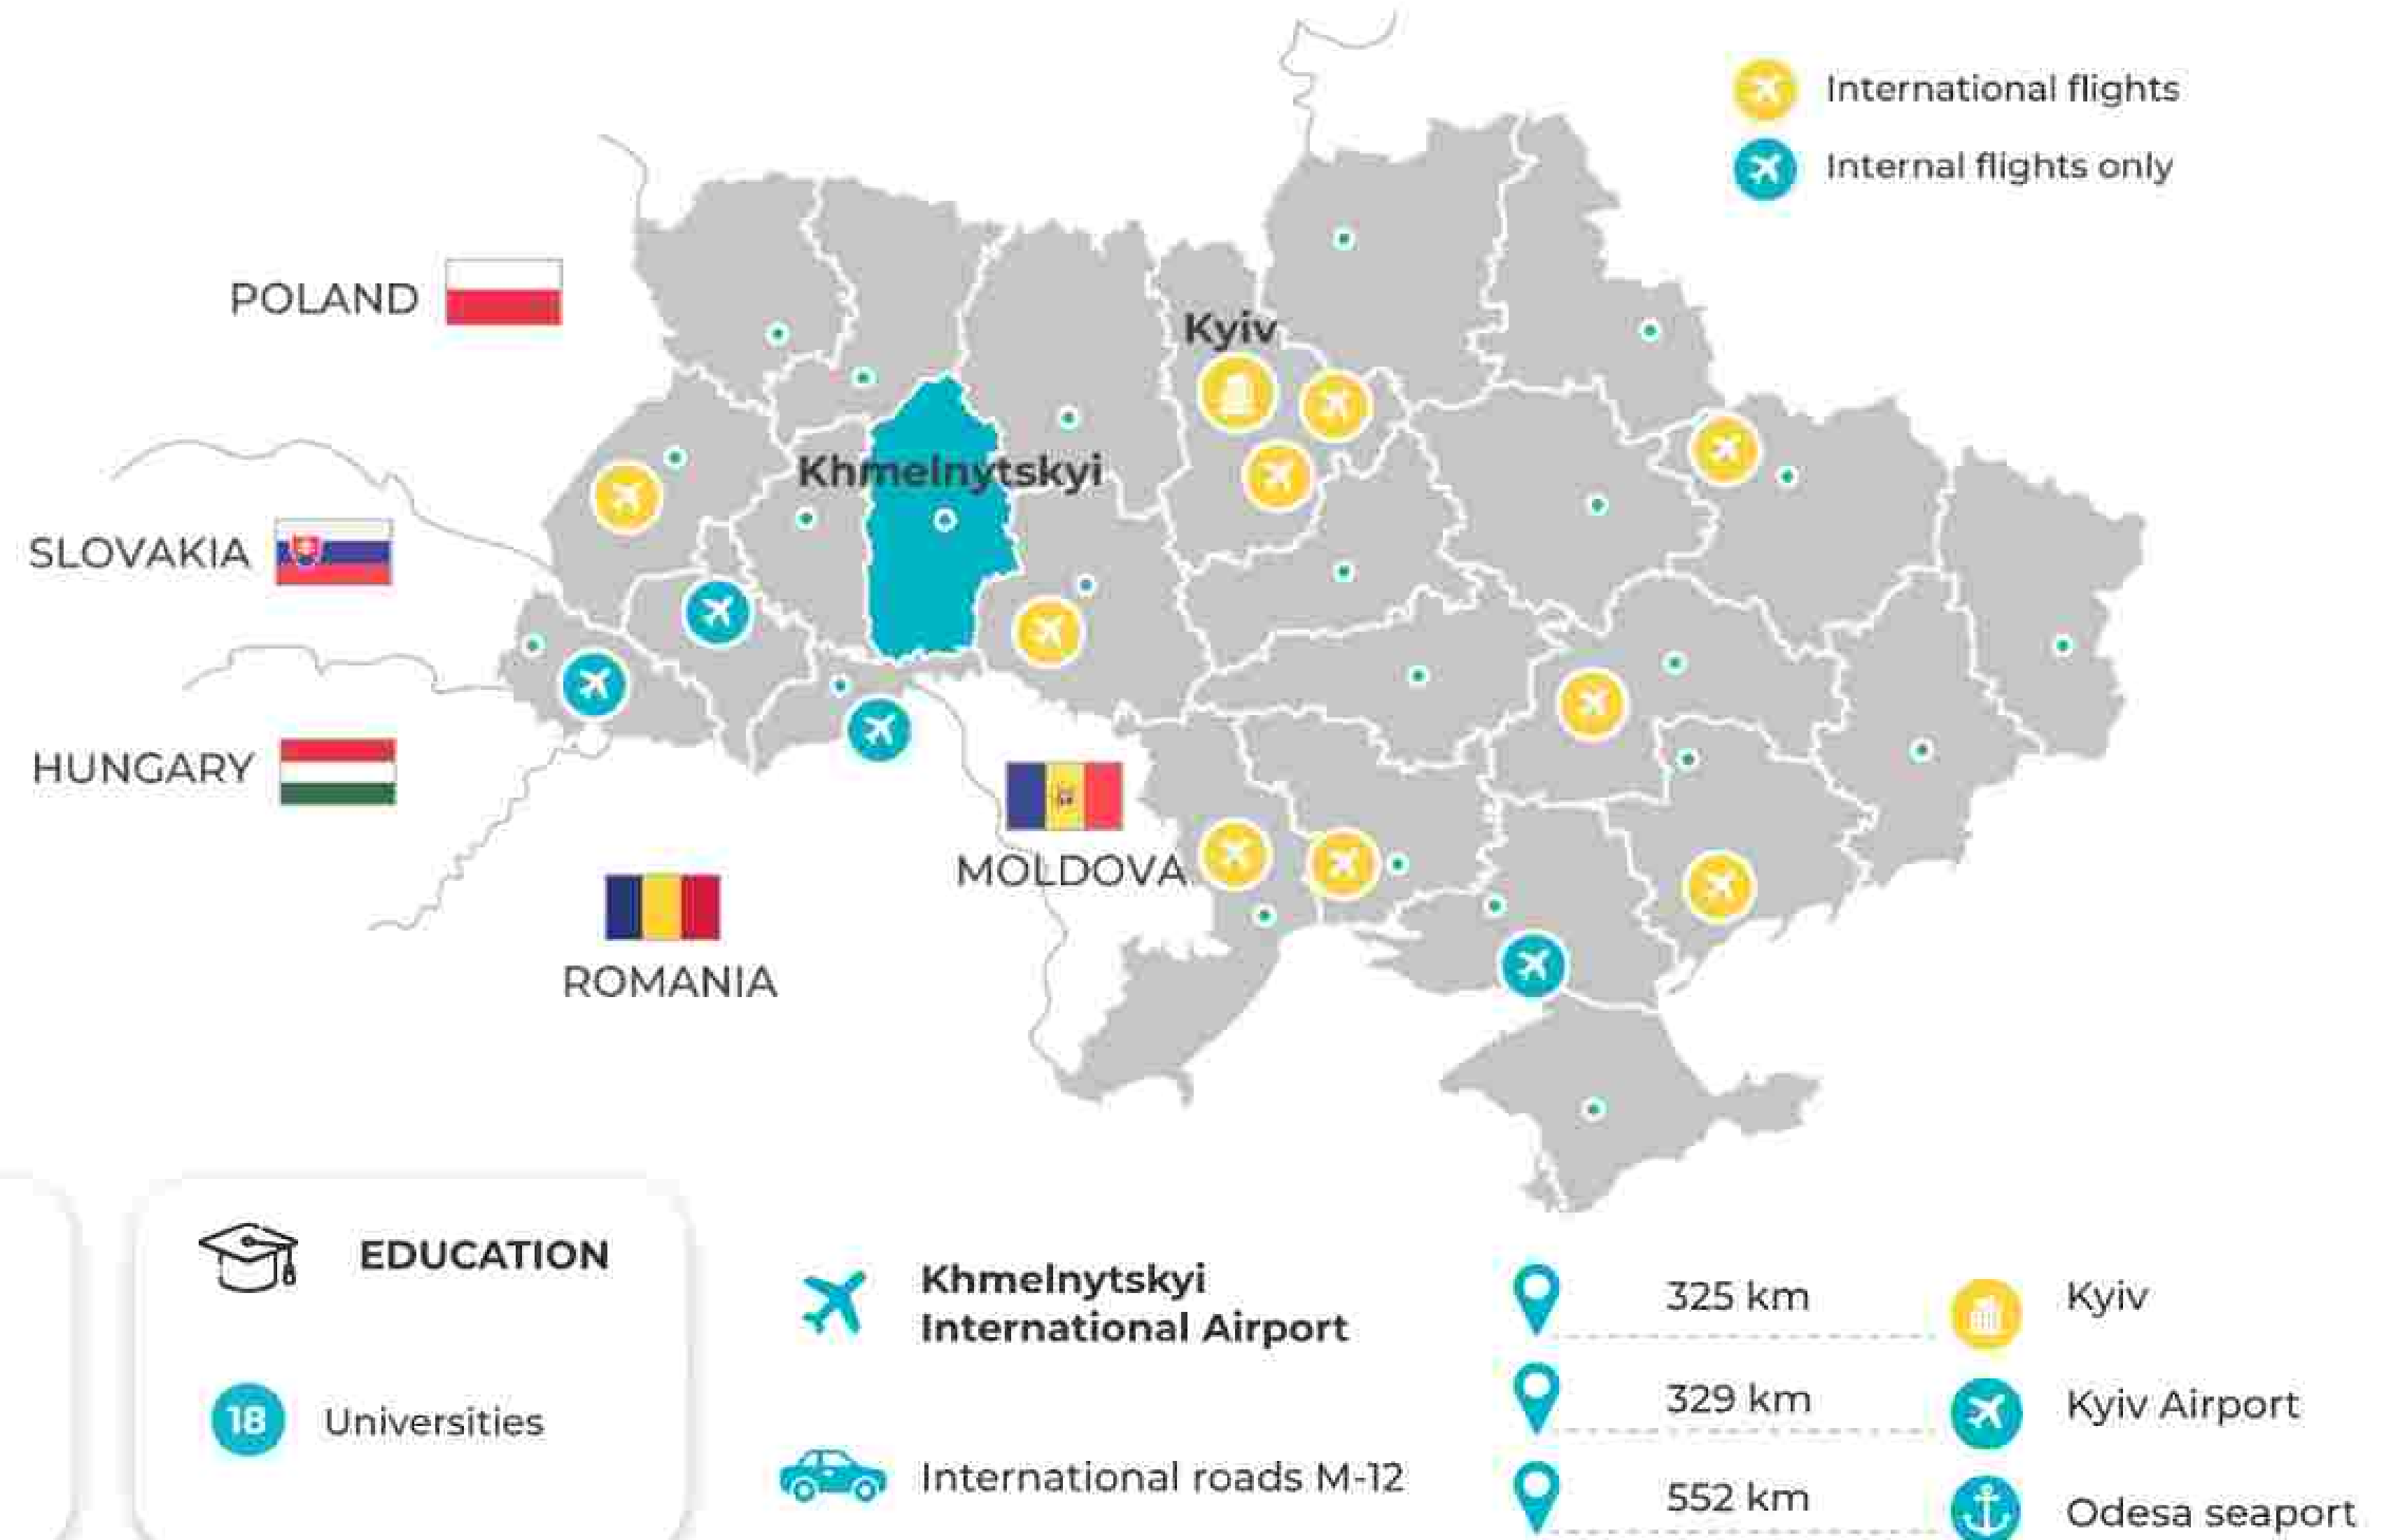 International flights
Internal flights only
POLAND
Kyiv
Khmelnytskyi
SLOVAKIA
HUNGARY
MOLDOVA
ROMANIA
EDUCATION
18 Universities
Khmelnytskyi
International Airport
International roads M-12
325 km Kyiv
329 km Kyiv Airport
552 km Odesa seaport